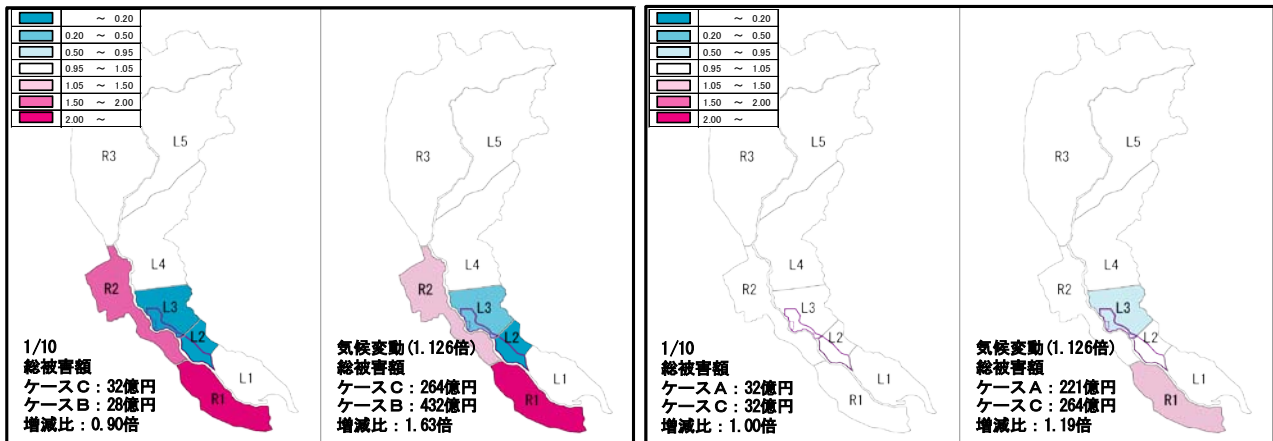 ～ 0.20
0.20 ～ 0.50
0.50 ～ 0.95
0.95 ～ 1.05
1.05 ～ 1.50
1.50 ～ 2.00
2.00 ～
R3
L5
L4
R2
L3
L2
L1
R1
1/10
総被害額
ケースＣ：32億円
ケースＢ：28億円
増減比：0.90倍
R3
L5
L4
R2
L3
L2
L1
R1
気候変動(1.126倍)
総被害額
ケースＣ：264億円
ケースＢ：432億円
増減比：1.63倍
～ 0.20
0.20 ～ 0.50
0.50 ～ 0.95
0.95 ～ 1.05
1.05 ～ 1.50
1.50 ～ 2.00
2.00 ～
R3
L5
L4
R2
L3
L2
L1
R1
1/10
総被害額
ケースＡ：32億円
ケースＣ：32億円
増減比：1.00倍
R3
L5
L4
R2
L3
L2
L1
R1
気候変動(1.126倍)
総被害額
ケースＡ：221億円
ケースＣ：264億円
増減比：1.19倍